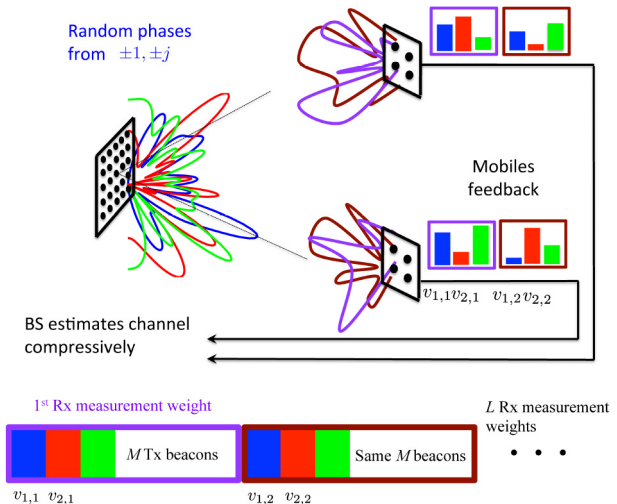 Random phases
from ±1, ±j
Mobiles
feedback
v1,1 v2,1 v1,2 v2,2
BS estimates channel
compressively
1st Rx measurement weight
L Rx measurement
weights
M Tx beacons
Same M beacons
• • •
v1,1 v2,1 v1,2 v2,2